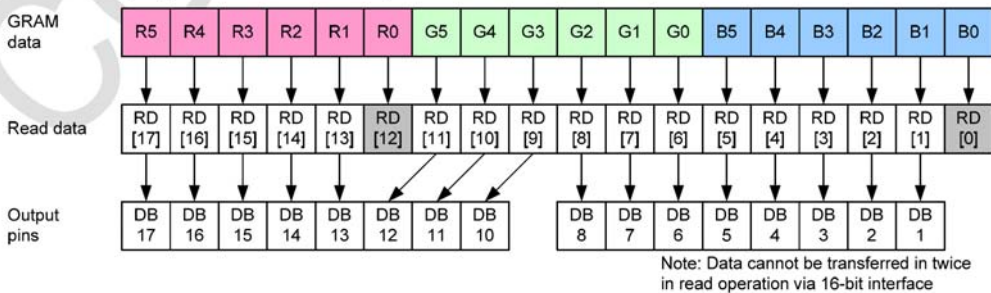 GRAM data
R5 R4 R3 R2 R1 R0 G5 G4 G3 G2 G1 G0 B5 B4 B3 B2 B1 B0
Read data
RD [17] RD [16] RD [15] RD [14] RD [13] RD [12] RD [11] RD [10] RD [9] RD [8] RD [7] RD [6] RD [5] RD [4] RD [3] RD [2] RD [1] RD [0]
Output pins
DB 17 DB 16 DB 15 DB 14 DB 13 DB 12 DB 11 DB 10 DB 8 DB 7 DB 6 DB 5 DB 4 DB 3 DB 2 DB 1
Note: Data cannot be transferred in twice
in read operation via 16-bit interface